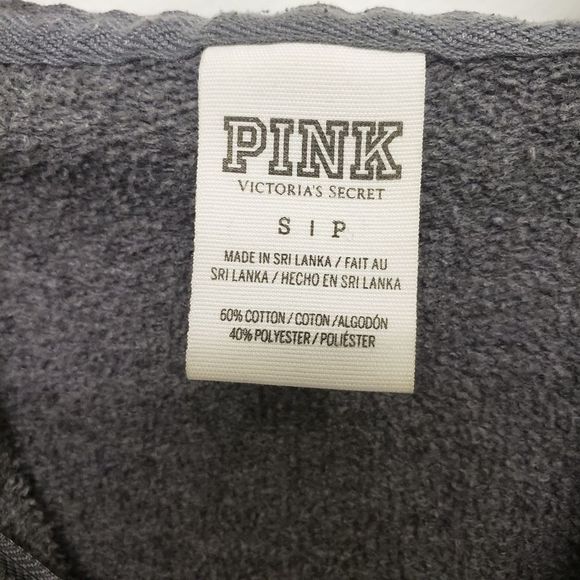 PINK
VICTORIA'S SECRET
S | P
MADE IN SRI LANKA / FAIT AU
SRI LANKA / HECHO EN SRI LANKA
60% COTTON / COTON / ALGODÓN
40% POLYESTER / POLIÉSTER